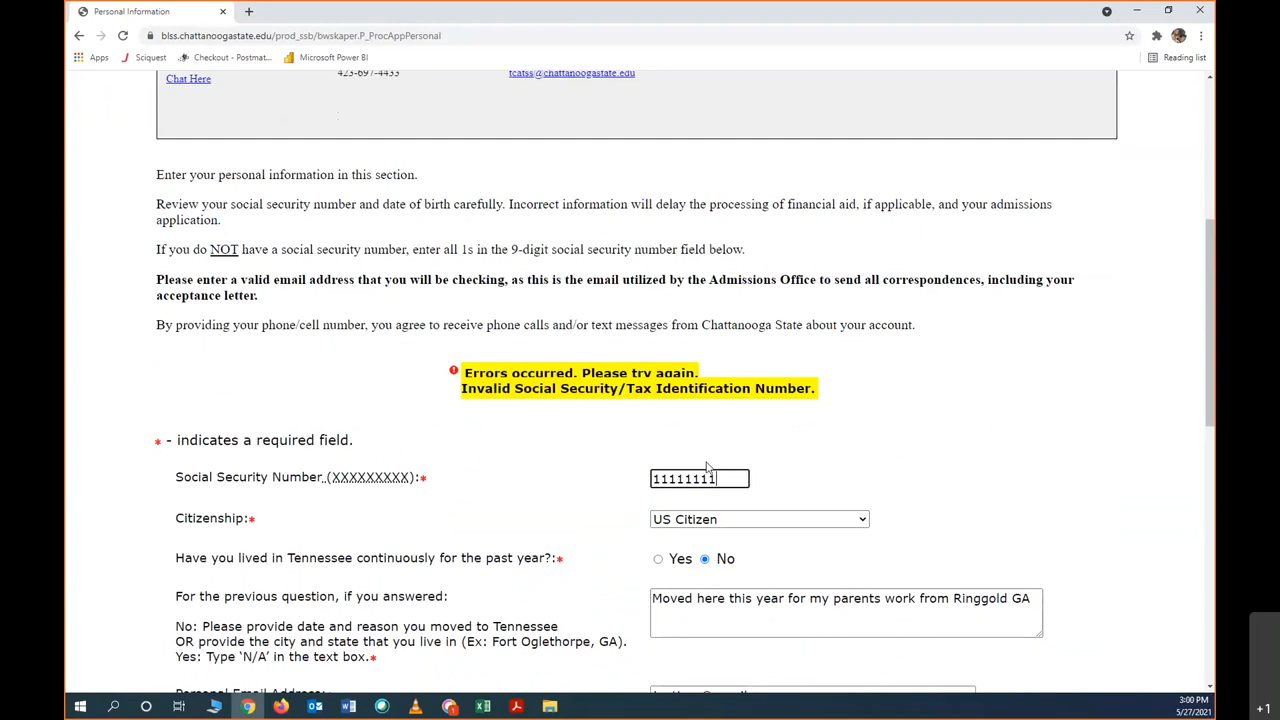 Personal Information
blss.chattanoogastate.edu/prod_ssb/bwskaper.P_ProcAppPersonal
Apps Sciquest Checkout - Postmat... Microsoft Power BI Reading list
Chat Here 423-697-4433 tcatss@chattanoogastate.edu
Enter your personal information in this section.
Review your social security number and date of birth carefully. Incorrect information will delay the processing of financial aid, if applicable, and your admissions
application.
If you do NOT have a social security number, enter all 1s in the 9-digit social security number field below.
Please enter a valid email address that you will be checking, as this is the email utilized by the Admissions Office to send all correspondences, including your
acceptance letter.
By providing your phone/cell number, you agree to receive phone calls and/or text messages from Chattanooga State about your account.
Errors occurred. Please try again.
Invalid Social Security/Tax Identification Number.
* - indicates a required field.
Social Security Number (XXXXXXXXX):* 11111111
Citizenship:* US Citizen
Have you lived in Tennessee continuously for the past year?:* Yes No
For the previous question, if you answered: Moved here this year for my parents work from Ringgold GA
No: Please provide date and reason you moved to Tennessee
OR provide the city and state that you live in (Ex: Fort Oglethorpe, GA).
Yes: Type 'N/A' in the text box.*
Personal Email Address:
3:00 PM
5/27/2021
+1